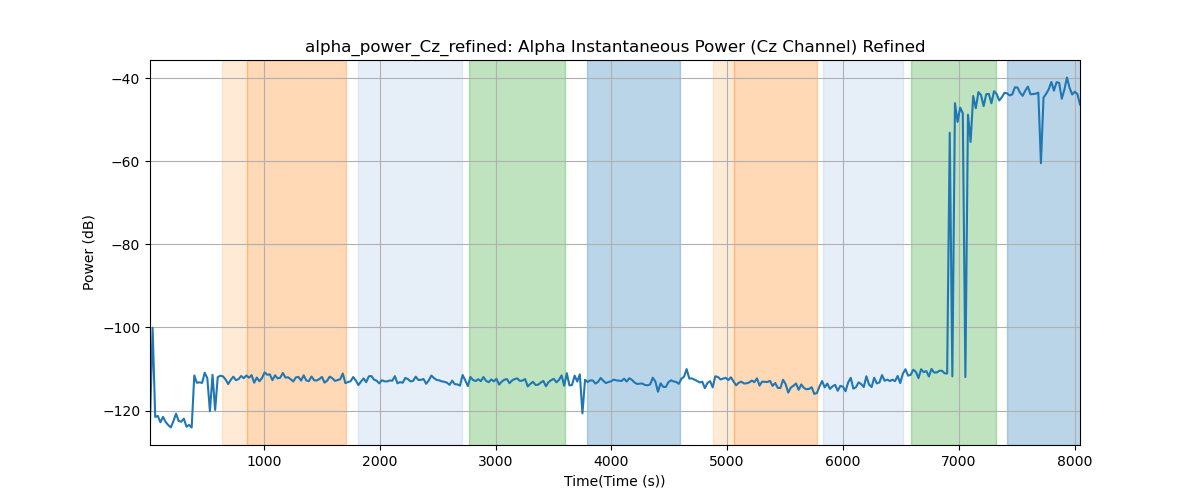 alpha_power_Cz_refined: Alpha Instantaneous Power (Cz Channel) Refined
Power (dB)
−40
−60
−80
−100
−120
1000 2000 3000 4000 5000 6000 7000 8000
Time(Time (s))